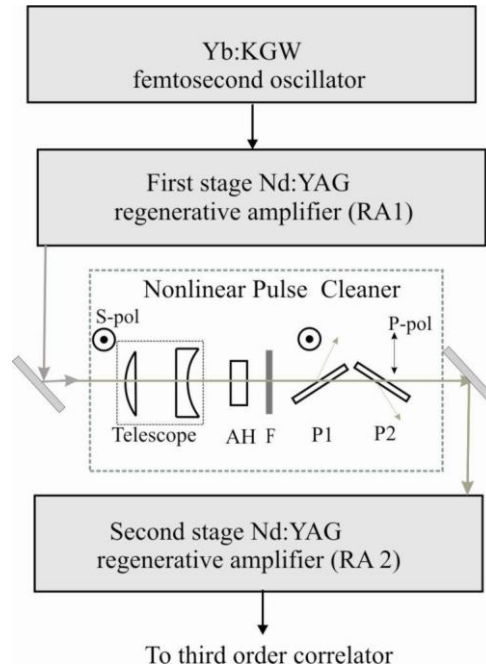 Yb:KGW
femtosecond oscillator
First stage Nd:YAG
regenerative amplifier (RA1)
Nonlinear Pulse Cleaner
S-pol
P-pol
Telescope
AH
F
P1
P2
Second stage Nd:YAG
regenerative amplifier (RA 2)
To third order correlator